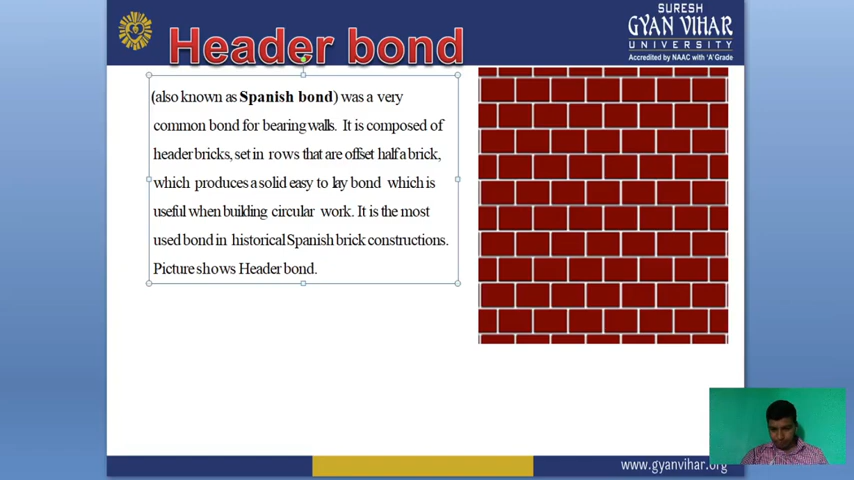 SURESH
GYAN VIHAR
UNIVERSITY
Accredited by NAAC with 'A' Grade
Header bond
(also known as Spanish bond) was a very
common bond for bearing walls. It is composed of
header bricks, set in rows that are offset half a brick,
which produces a solid easy to lay bond which is
useful when building circular work. It is the most
used bond in historical Spanish brick constructions.
Picture shows Header bond.
www.gyanvihar.org